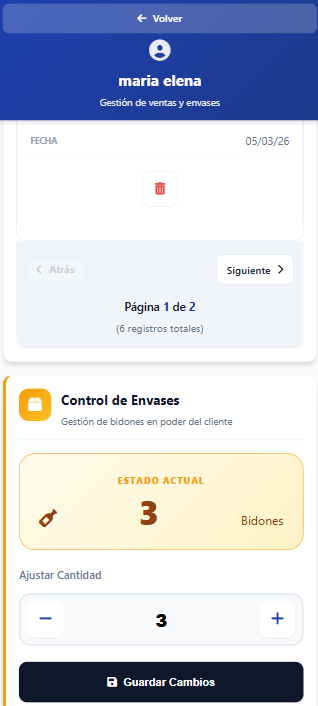 Volver
maria elena
Gestión de ventas y envases
FECHA 05/03/26
Atrás Siguiente
Página 1 de 2
(6 registros totales)
Control de Envases
Gestión de bidones en poder del cliente
ESTADO ACTUAL
3 Bidones
Ajustar Cantidad
− 3 +
Guardar Cambios